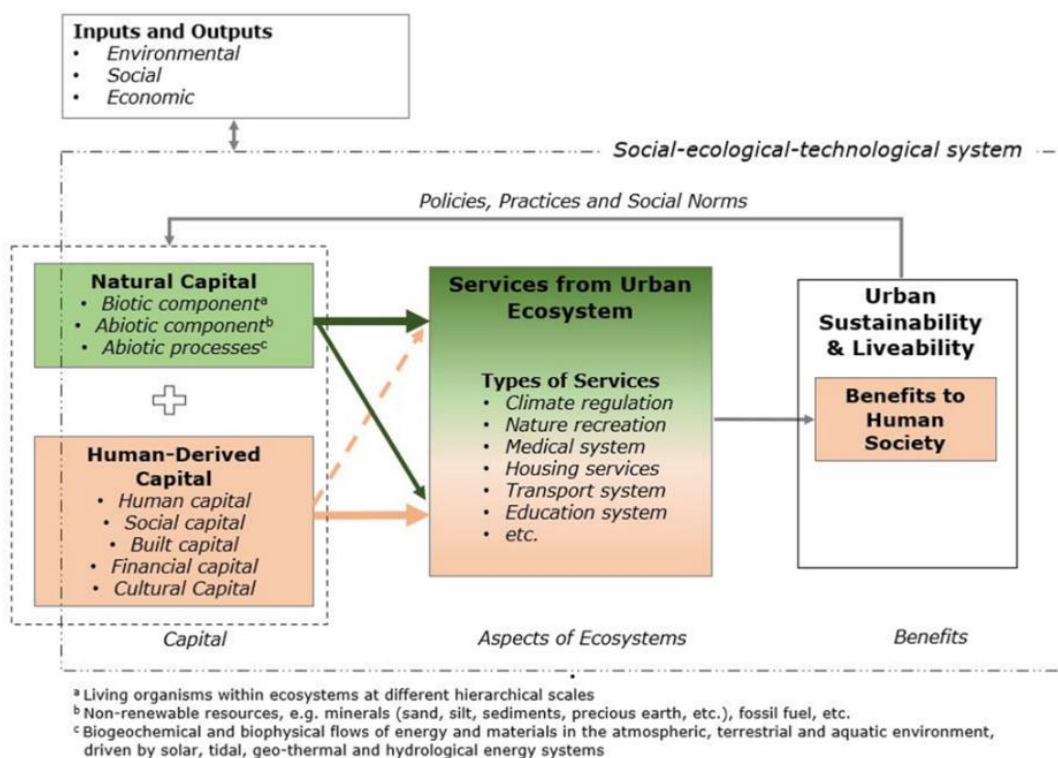 Inputs and Outputs
• Environmental
• Social
• Economic
Social-ecological-technological system
Policies, Practices and Social Norms
Natural Capital
• Biotic componentᵃ
• Abiotic componentᵇ
• Abiotic processesᶜ
Human-Derived
Capital
• Human capital
• Social capital
• Built capital
• Financial capital
• Cultural Capital
Services from Urban
Ecosystem
Types of Services
• Climate regulation
• Nature recreation
• Medical system
• Housing services
• Transport system
• Education system
• etc.
Urban
Sustainability
& Liveability
Benefits to
Human
Society
Capital
Aspects of Ecosystems
Benefits
ᵃ Living organisms within ecosystems at different hierarchical scales
ᵇ Non-renewable resources, e.g. minerals (sand, silt, sediments, precious earth, etc.), fossil fuel, etc.
ᶜ Biogeochemical and biophysical flows of energy and materials in the atmospheric, terrestrial and aquatic environment,
driven by solar, tidal, geo-thermal and hydrological energy systems